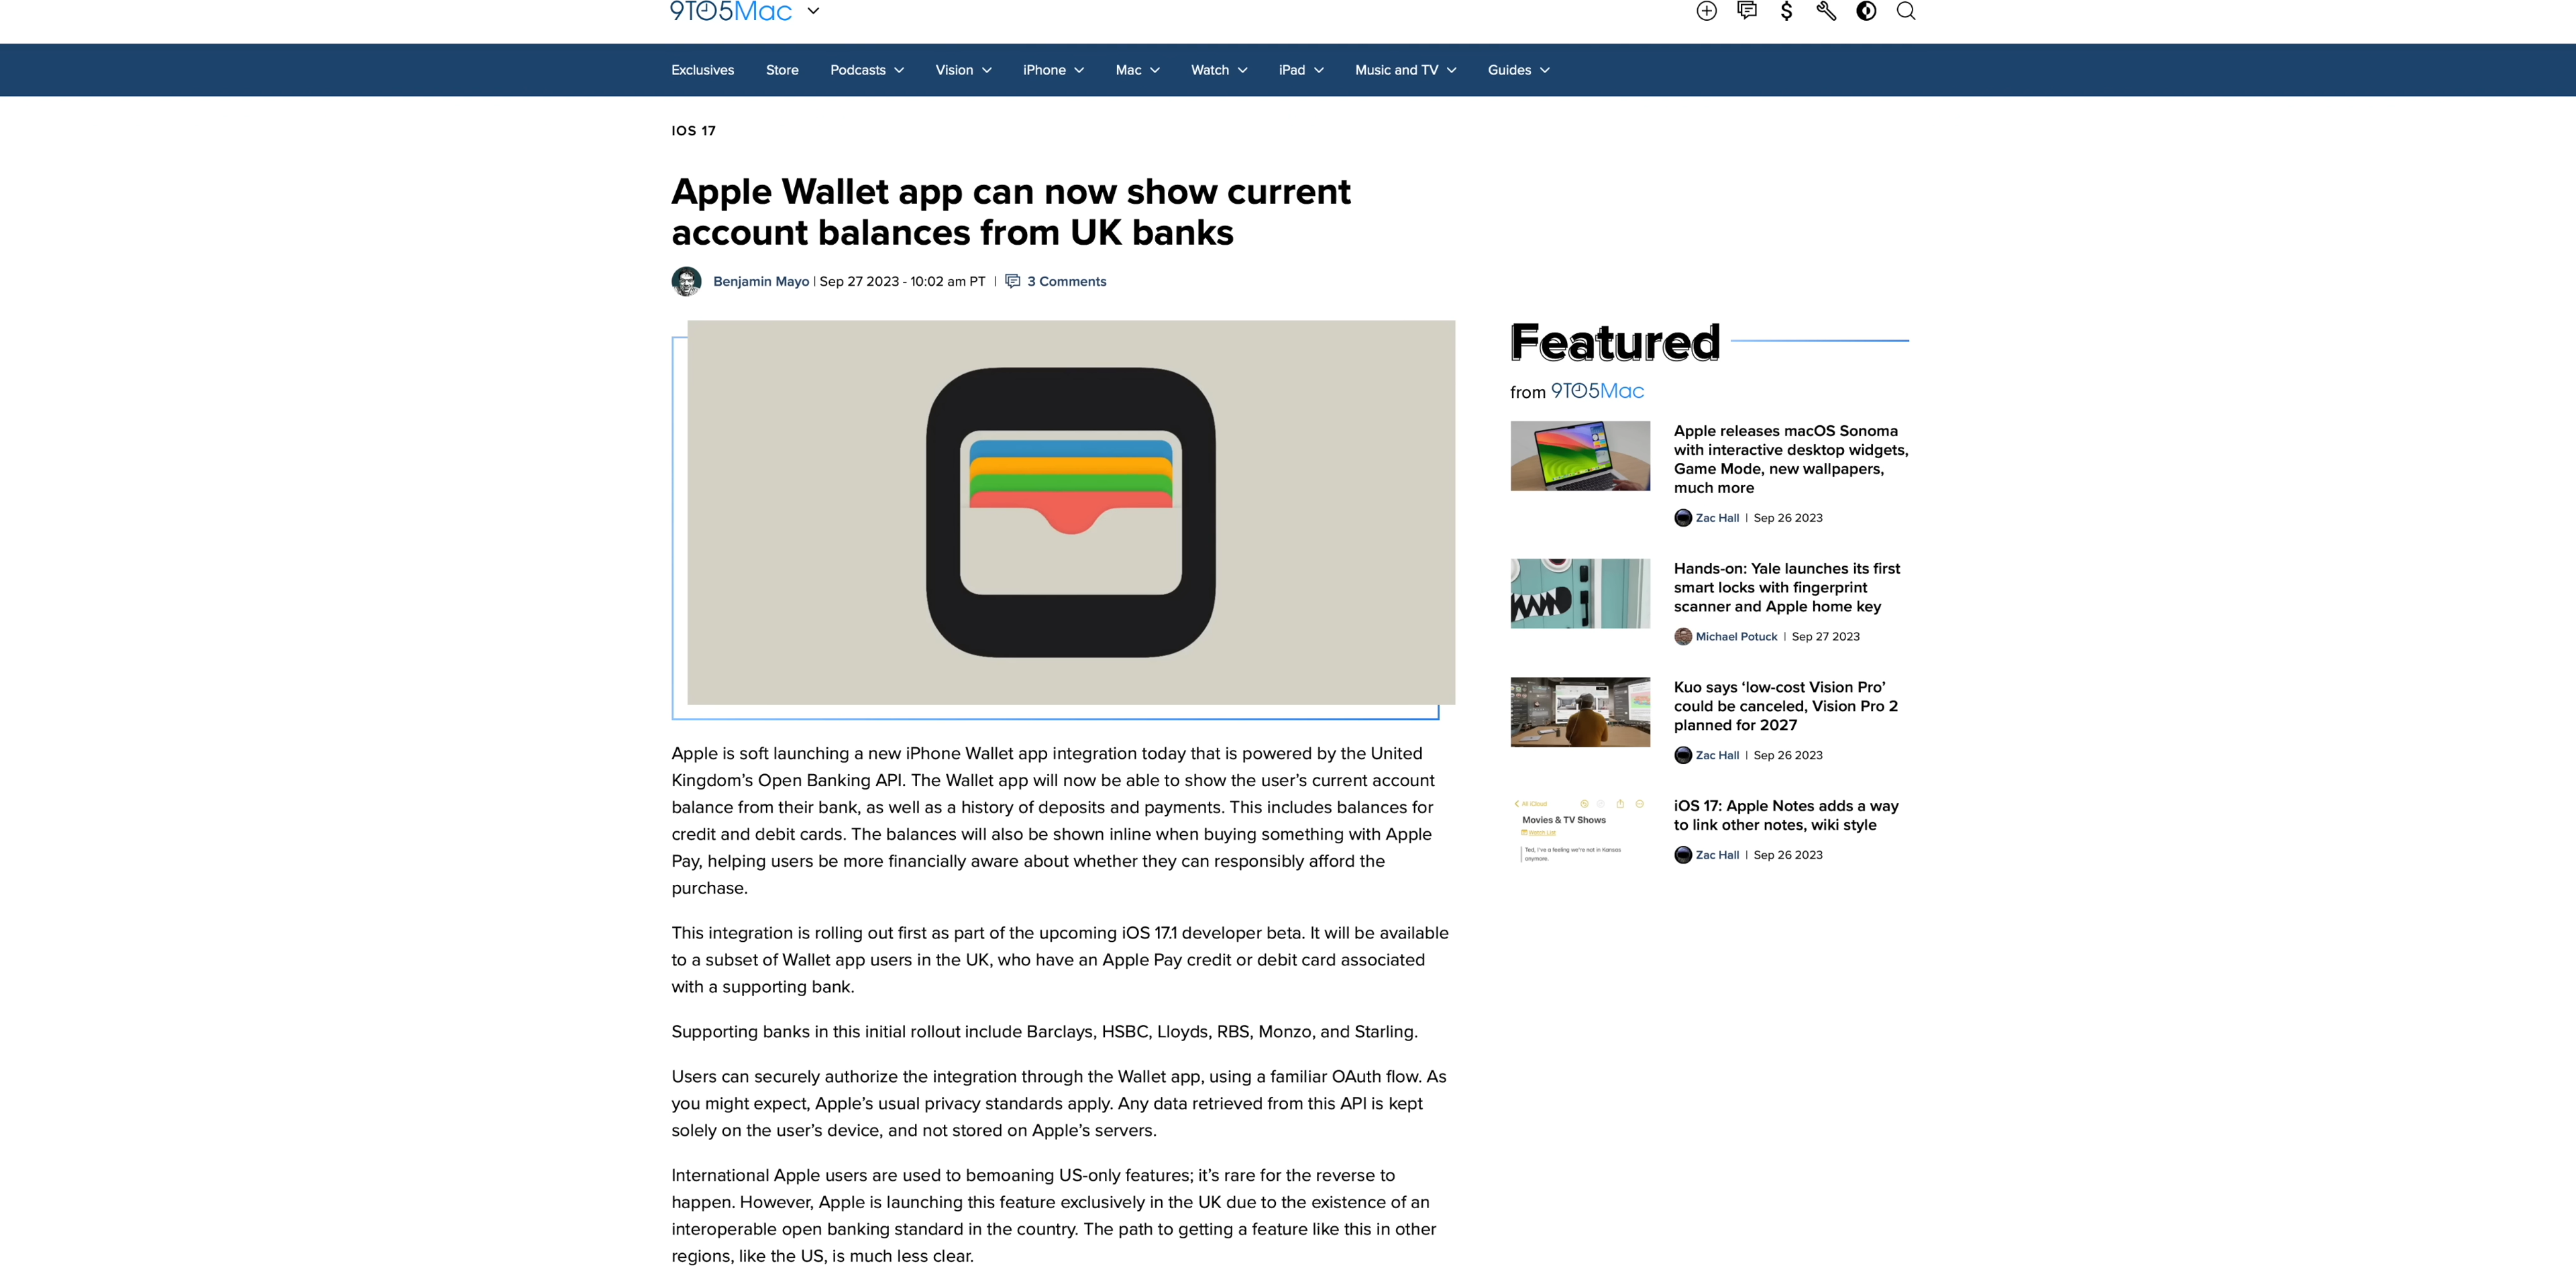 9TO5Mac
Exclusives
Store
Podcasts
Vision
iPhone
Mac
Watch
iPad
Music and TV
Guides
IOS 17
Apple Wallet app can now show current
account balances from UK banks
Benjamin Mayo | Sep 27 2023 - 10:02 am PT | 3 Comments
Apple is soft launching a new iPhone Wallet app integration today that is powered by the United
Kingdom’s Open Banking API. The Wallet app will now be able to show the user’s current account
balance from their bank, as well as a history of deposits and payments. This includes balances for
credit and debit cards. The balances will also be shown inline when buying something with Apple
Pay, helping users be more financially aware about whether they can responsibly afford the
purchase.
This integration is rolling out first as part of the upcoming iOS 17.1 developer beta. It will be available
to a subset of Wallet app users in the UK, who have an Apple Pay credit or debit card associated
with a supporting bank.
Supporting banks in this initial rollout include Barclays, HSBC, Lloyds, RBS, Monzo, and Starling.
Users can securely authorize the integration through the Wallet app, using a familiar OAuth flow. As
you might expect, Apple’s usual privacy standards apply. Any data retrieved from this API is kept
solely on the user’s device, and not stored on Apple’s servers.
International Apple users are used to bemoaning US-only features; it’s rare for the reverse to
happen. However, Apple is launching this feature exclusively in the UK due to the existence of an
interoperable open banking standard in the country. The path to getting a feature like this in other
regions, like the US, is much less clear.
Featured
from 9TO5Mac
Apple releases macOS Sonoma
with interactive desktop widgets,
Game Mode, new wallpapers,
much more
Zac Hall | Sep 26 2023
Hands-on: Yale launches its first
smart locks with fingerprint
scanner and Apple home key
Michael Potuck | Sep 27 2023
Kuo says ‘low-cost Vision Pro’
could be canceled, Vision Pro 2
planned for 2027
Zac Hall | Sep 26 2023
All iCloud
Movies & TV Shows
Watch List
Ted, I've a feeling we're not in Kansas
anymore.
iOS 17: Apple Notes adds a way
to link other notes, wiki style
Zac Hall | Sep 26 2023